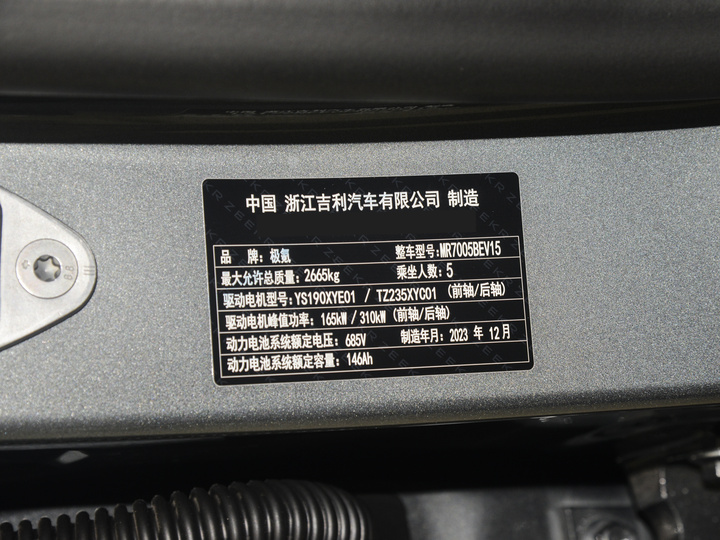 中国 浙江吉利汽车有限公司 制造
品 牌: 极氪 整车型号: MR7005BEV15
最大允许总质量: 2665kg 乘坐人数: 5
驱动电机型号: YS190XYE01 / TZ235XYC01 (前轴/后轴)
驱动电机峰值功率: 165kW / 310kW (前轴/后轴)
动力电池系统额定电压: 685V 制造年月: 2023 年 12 月
动力电池系统额定容量: 146Ah